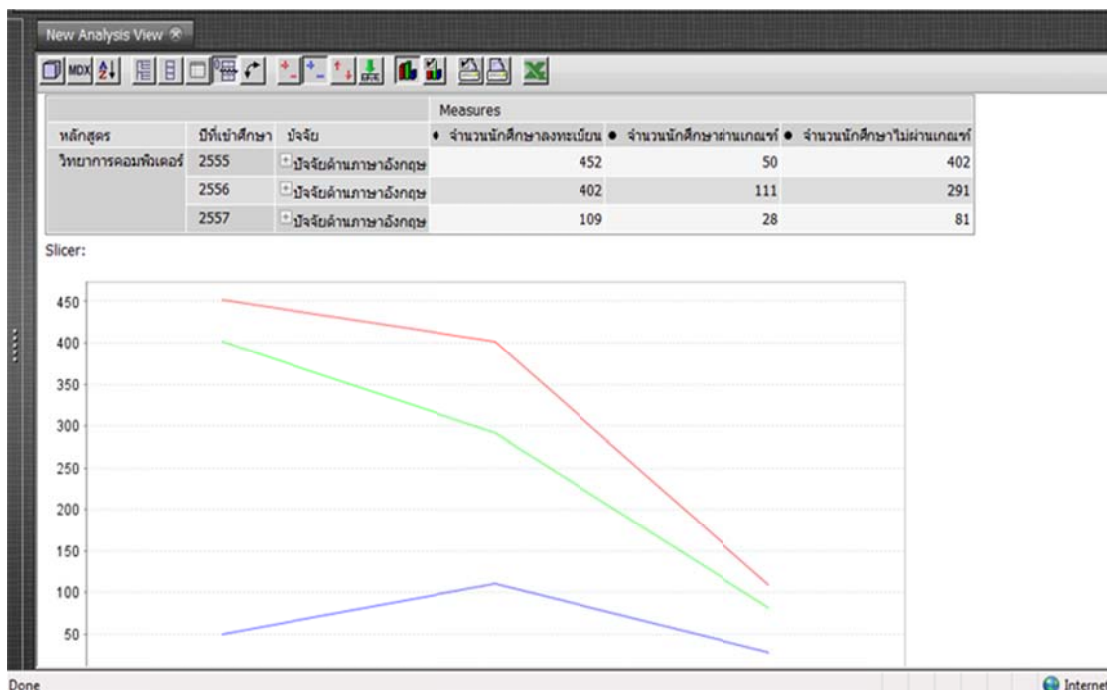 New Analysis View
MDX
Measures
หลักสูตร ปีที่เข้าศึกษา ปัจจัย จำนวนนักศึกษาลงทะเบียน จำนวนนักศึกษาผ่านเกณฑ์ จำนวนนักศึกษาไม่ผ่านเกณฑ์
วิทยาการคอมพิวเตอร์ 2555 ปัจจัยด้านภาษาอังกฤษ 452 50 402
2556 ปัจจัยด้านภาษาอังกฤษ 402 111 291
2557 ปัจจัยด้านภาษาอังกฤษ 109 28 81
Slicer:
450
400
350
300
250
200
150
100
50
Done Internet